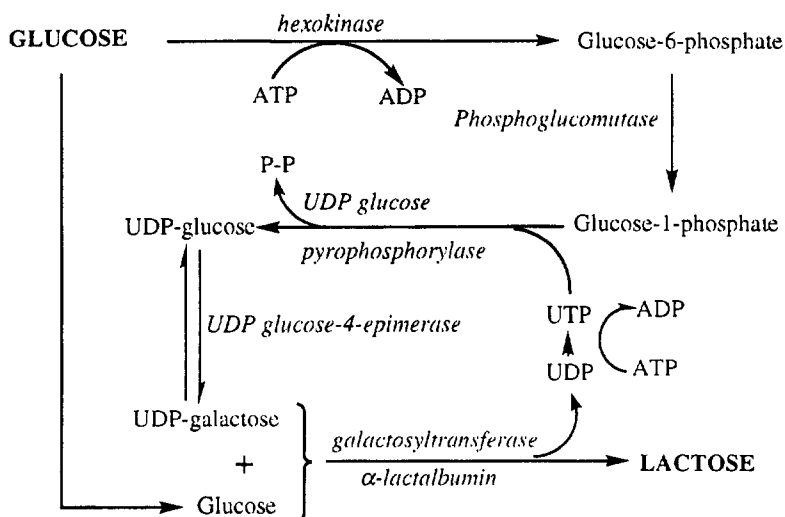 hexokinase
GLUCOSE
Glucose-6-phosphate
ATP
ADP
Phosphoglucomutase
P-P
UDP glucose
UDP-glucose
Glucose-1-phosphate
pyrophosphorylase
UTP
ADP
UDP glucose-4-epimerase
UDP
ATP
UDP-galactose
galactosyltransferase
+
LACTOSE
α-lactalbumin
Glucose